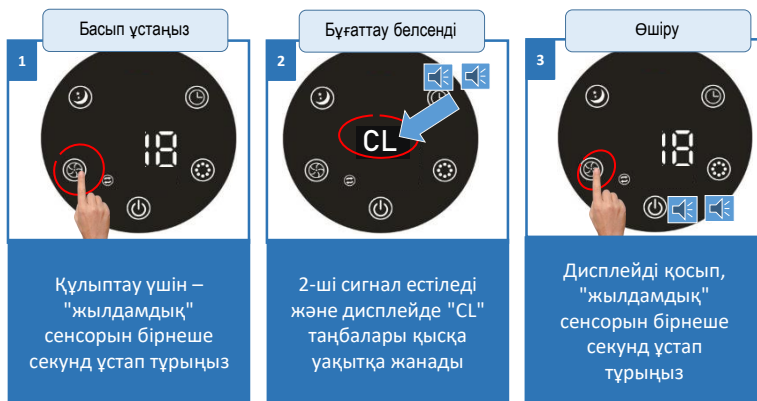 Басып ұстаңыз
1
18
Құлыптау үшін –
"жылдамдық"
сенсорын бірнеше
секунд ұстап тұрыңыз
Бұғаттау белсенді
2
CL
2-ші сигнал естіледі
және дисплейде "CL"
таңбалары қысқа
уақытқа жанады
Өшіру
3
18
Дисплейді қосып,
"жылдамдық"
сенсорын бірнеше
секунд ұстап
тұрыңыз